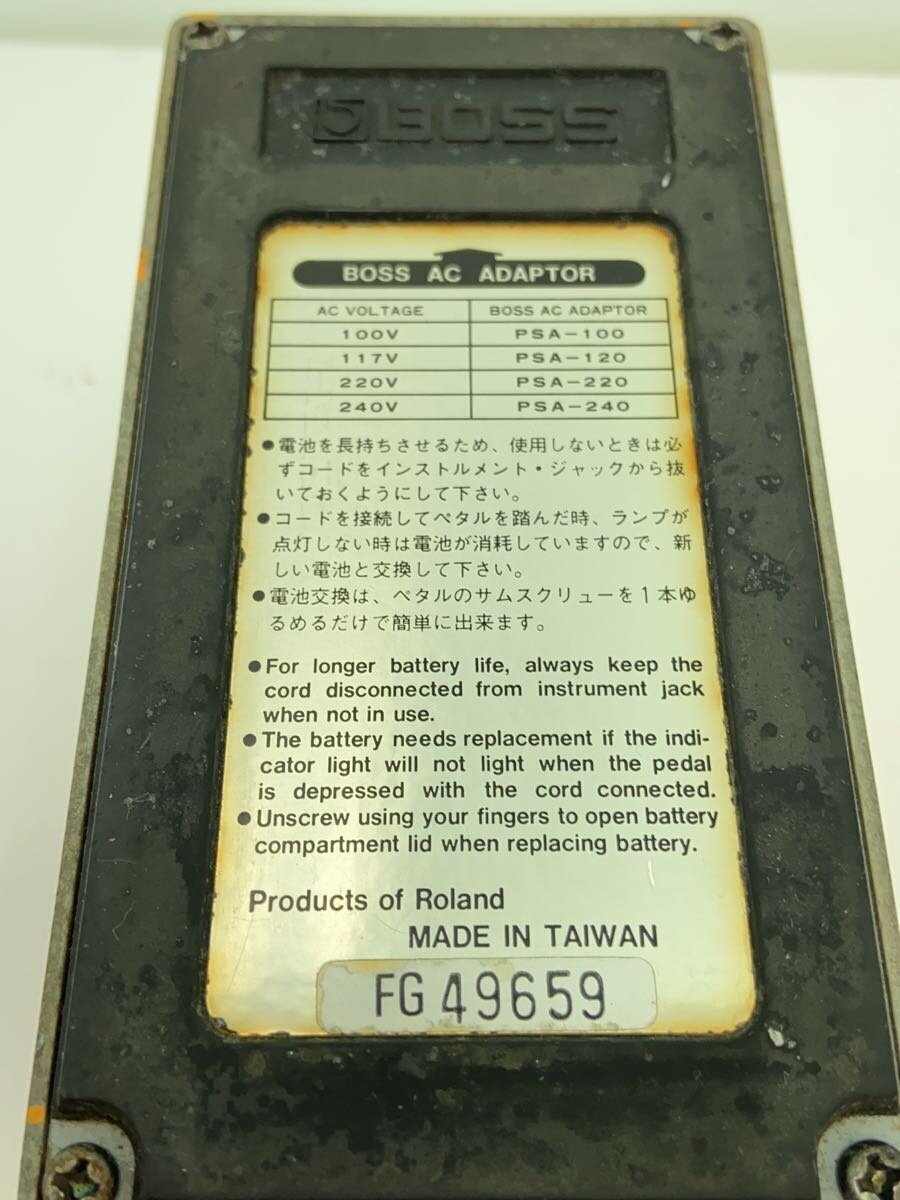 BOSS
BOSS AC ADAPTOR
AC VOLTAGE BOSS AC ADAPTOR
100V PSA-100
117V PSA-120
220V PSA-220
240V PSA-240
●電池を長持ちさせるため、使用しないときは必
ずコードをインストルメント・ジャックから抜
いておくようにして下さい。
●コードを接続してペタルを踏んだ時、ランプが
点灯しない時は電池が消耗していますので、新
しい電池と交換して下さい。
●電池交換は、ペタルのサムスクリューを1本ゆ
るめるだけで簡単に出来ます。
●For longer battery life, always keep the
cord disconnected from instrument jack
when not in use.
●The battery needs replacement if the indi-
cator light will not light when the pedal
is depressed with the cord connected.
●Unscrew using your fingers to open battery
compartment lid when replacing battery.
Products of Roland
MADE IN TAIWAN
FG 49659